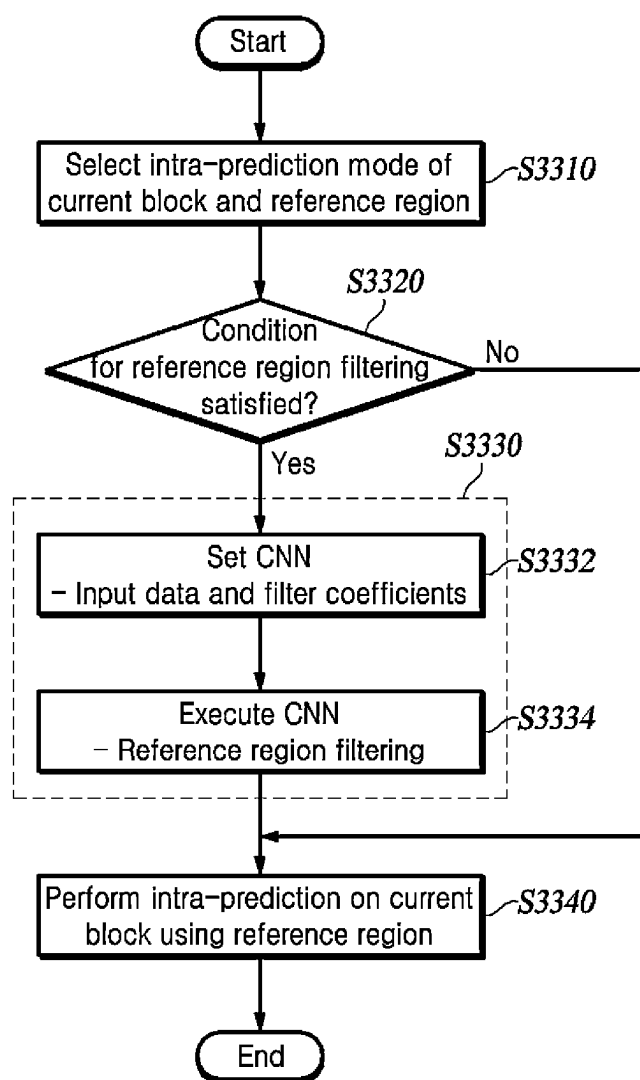 Start
Select intra-prediction mode of
current block and reference region
S3310
S3320
Condition
for reference region filtering
satisfied?
No
Yes
S3330
Set CNN
- Input data and filter coefficients
S3332
Execute CNN
- Reference region filtering
S3334
Perform intra-prediction on current
block using reference region
S3340
End